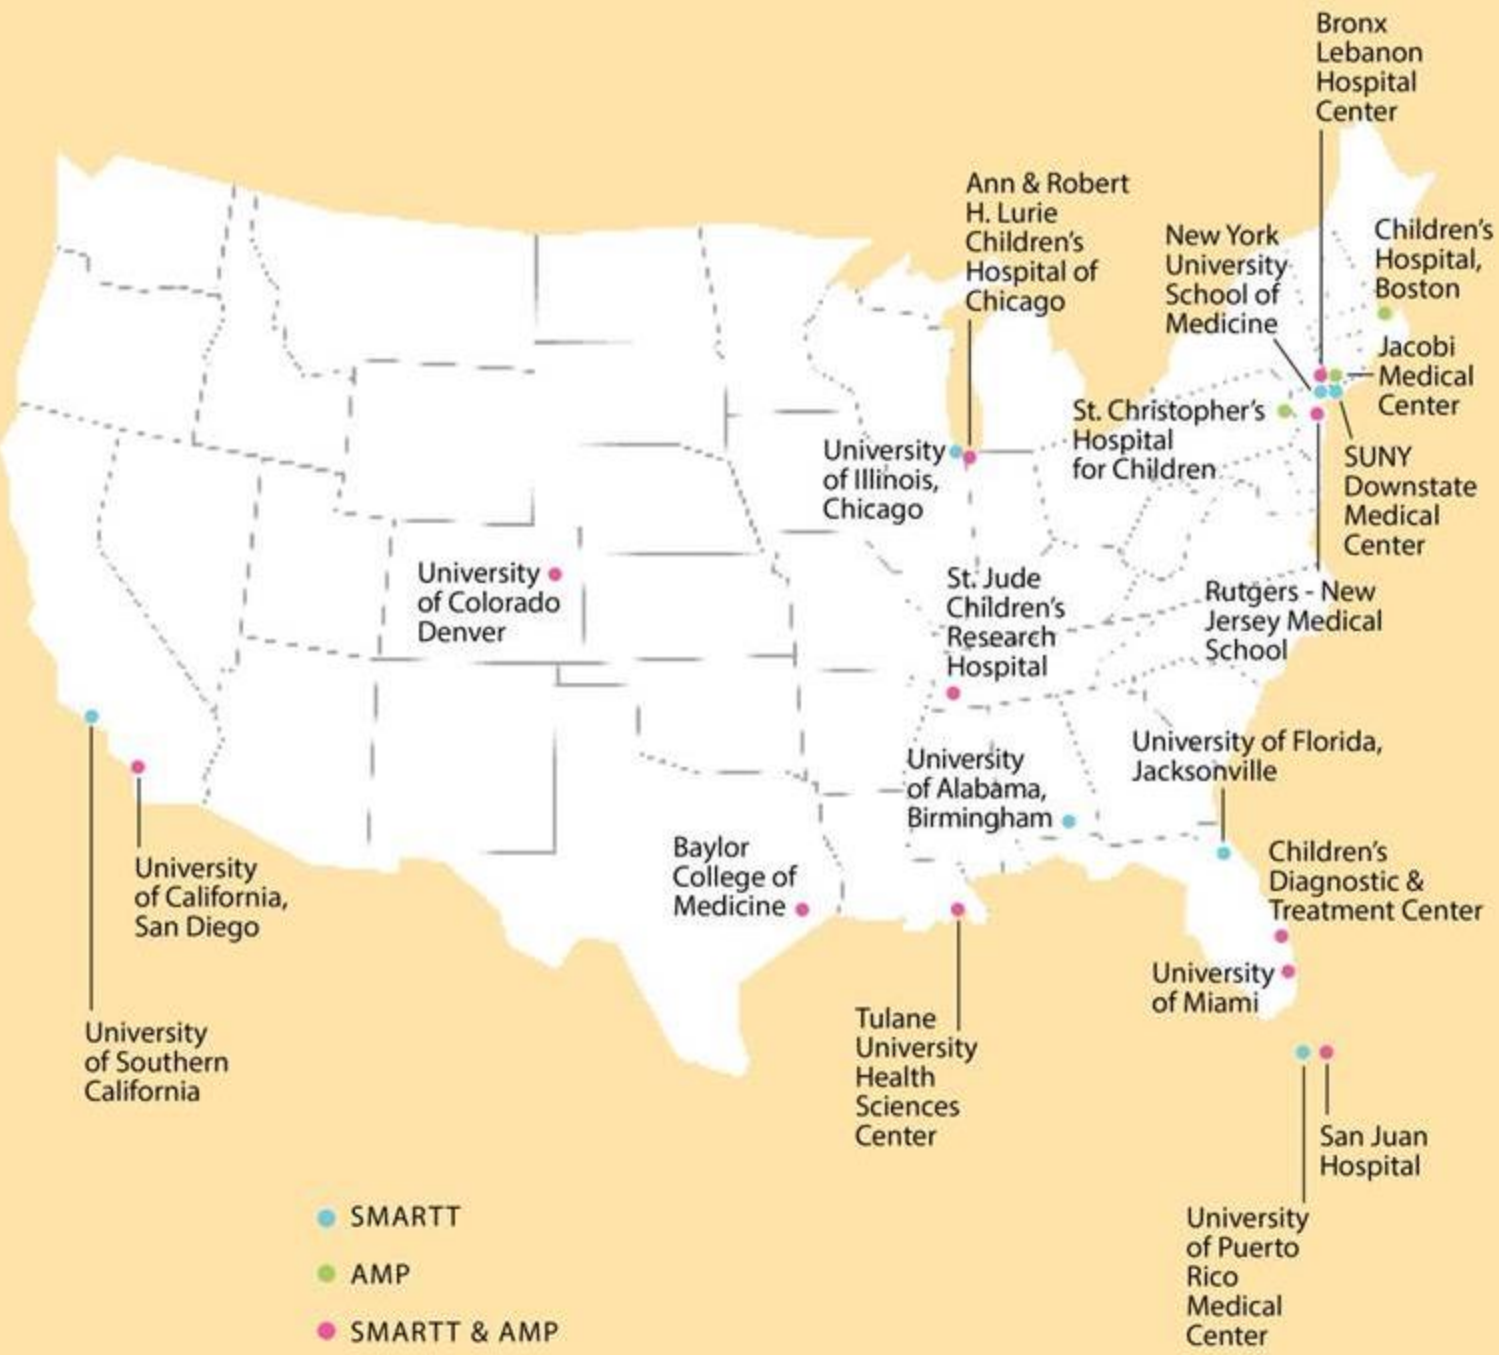 Bronx
Lebanon
Hospital
Center
Ann & Robert
H. Lurie
Children's
Hospital of
Chicago
New York
University
School of
Medicine
Children's
Hospital,
Boston
Jacobi
Medical
Center
St. Christopher's
Hospital
for Children
University
of Illinois,
Chicago
SUNY
Downstate
Medical
Center
University
of Colorado
Denver
St. Jude
Children's
Research
Hospital
Rutgers - New
Jersey Medical
School
University of Florida,
Jacksonville
University
of Alabama,
Birmingham
Baylor
College of
Medicine
Children's
Diagnostic &
Treatment Center
University
of California,
San Diego
University
of Miami
University
of Southern
California
Tulane
University
Health
Sciences
Center
San Juan
Hospital
University
of Puerto
Rico
Medical
Center
SMARTT
AMP
SMARTT & AMP